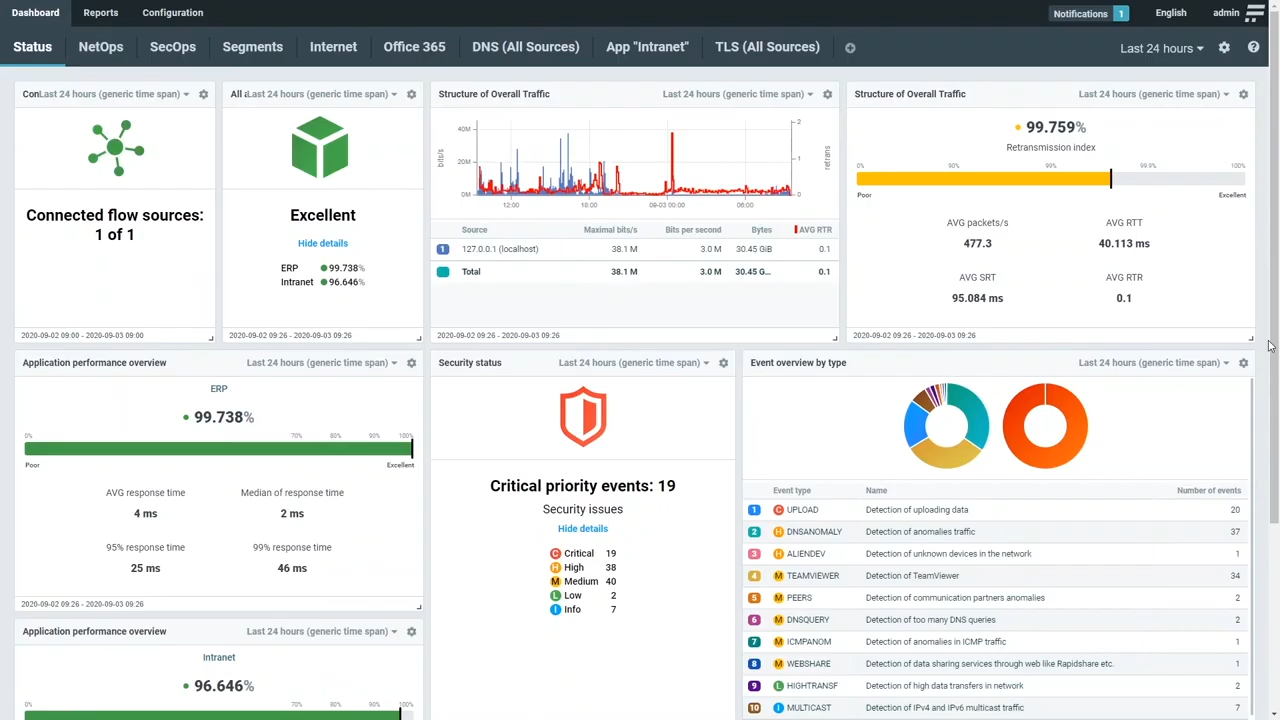 Dashboard Reports Configuration Notifications 1 English admin
Status NetOps SecOps Segments Internet Office 365 DNS (All Sources) App "Intranet" TLS (All Sources) Last 24 hours
Con Last 24 hours (generic time span)
Connected flow sources:
1 of 1
2020-09-02 09:00 - 2020-09-03 09:00
All Last 24 hours (generic time span)
Excellent
Hide details
ERP 99.738%
Intranet 96.646%
2020-09-02 09:26 - 2020-09-03 09:26
Structure of Overall Traffic Last 24 hours (generic time span)
bits/s
40M
20M
0M
2
1
0
retrans
12:00 18:00 09-03 00:00 06:00
Source Maximal bits/s Bits per second Bytes AVG RTR
1 127.0.0.1 (localhost) 38.1 M 3.0 M 30.45 GiB 0.1
Total 38.1 M 3.0 M 30.45 G... 0.1
2020-09-02 09:26 - 2020-09-03 09:26
Structure of Overall Traffic Last 24 hours (generic time span)
99.759%
Retransmission index
0% 90% 99% 99.9% 100%
Poor Excellent
AVG packets/s AVG RTT
477.3 40.113 ms
AVG SRT AVG RTR
95.084 ms 0.1
2020-09-02 09:26 - 2020-09-03 09:26
Application performance overview Last 24 hours (generic time span)
ERP
99.738%
0% 70% 80% 90% 100%
Poor Excellent
AVG response time Median of response time
4 ms 2 ms
95% response time 99% response time
25 ms 46 ms
2020-09-02 09:26 - 2020-09-03 09:26
Application performance overview Last 24 hours (generic time span)
Intranet
96.646%
0% 70% 80% 90% 100%
Security status Last 24 hours (generic time span)
Critical priority events: 19
Security issues
Hide details
C Critical 19
H High 38
M Medium 40
L Low 2
I Info 7
Event overview by type Last 24 hours (generic time span)
Event type Name Number of events
1 C UPLOAD Detection of uploading data 20
2 H DNSANOMALY Detection of anomalies traffic 37
3 H ALIENDEV Detection of unknown devices in the network 1
4 M TEAMVIEWER Detection of TeamViewer 34
5 M PEERS Detection of communication partners anomalies 2
6 M DNSQUERY Detection of too many DNS queries 2
7 M ICMPANOM Detection of anomalies in ICMP traffic 1
8 M WEBSHARE Detection of data sharing services through web like Rapidshare etc. 1
9 L HIGHTRANSF Detection of high data transfers in network 2
10 I MULTICAST Detection of IPv4 and IPv6 multicast traffic 7